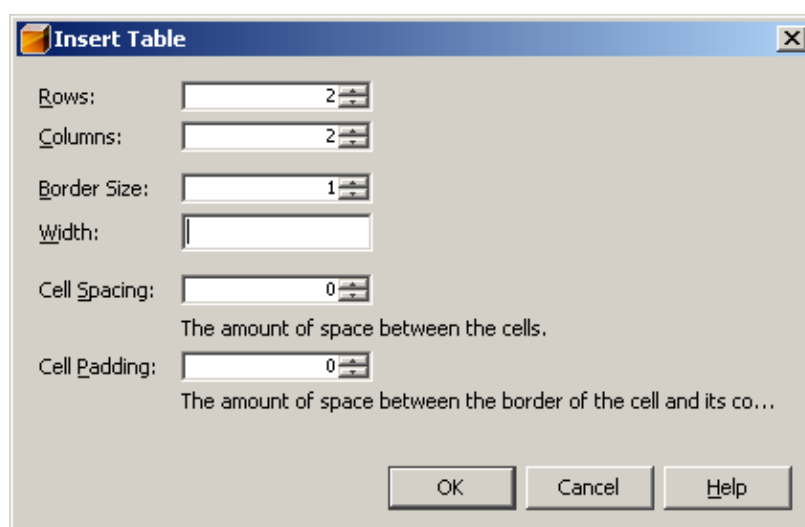 Insert Table
Rows: 2
Columns: 2
Border Size: 1
Width:
Cell Spacing: 0
The amount of space between the cells.
Cell Padding: 0
The amount of space between the border of the cell and its co...
OK Cancel Help